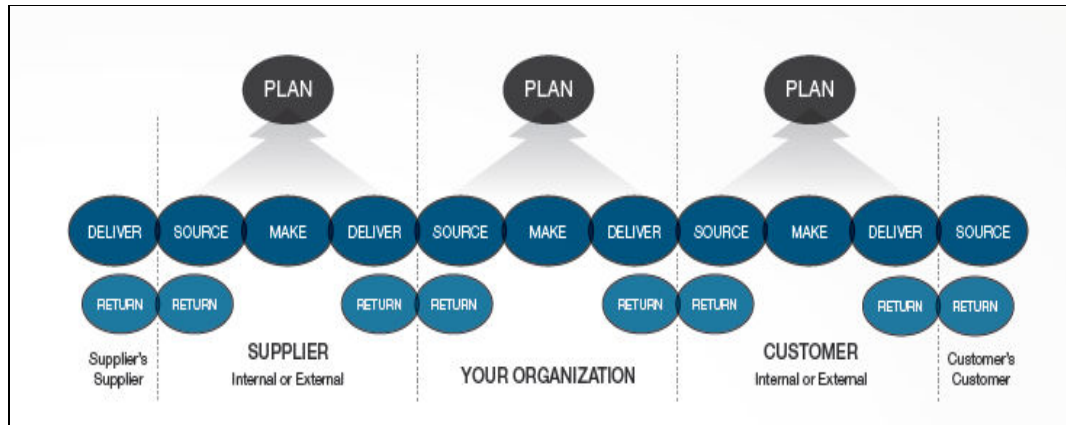 PLAN PLAN PLAN
DELIVER SOURCE MAKE DELIVER SOURCE MAKE DELIVER SOURCE MAKE DELIVER SOURCE
RETURN RETURN RETURN RETURN RETURN RETURN RETURN RETURN
Supplier's
Supplier
SUPPLIER
Internal or External
YOUR ORGANIZATION
CUSTOMER
Internal or External
Customer's
Customer